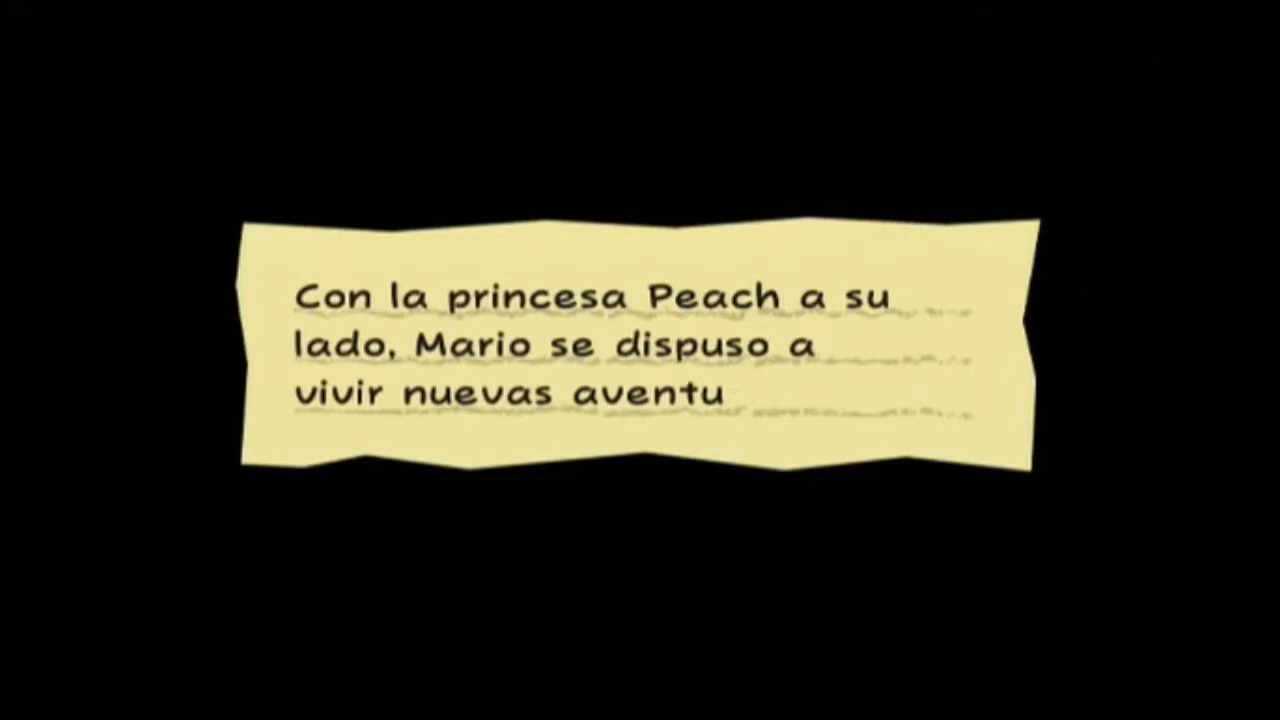 Con la princesa Peach a su
lado, Mario se dispuso a
vivir nuevas aventu